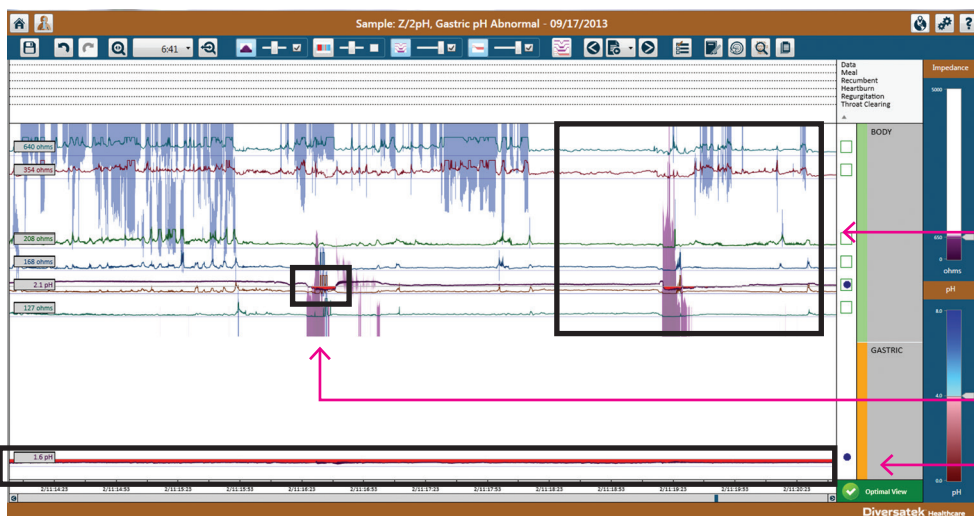 Sample: Z/2pH, Gastric pH Abnormal - 09/17/2013
?
6:41
Data
Meal
Recumbent
Heartburn
Regurgitation
Throat Clearing
Impedance
5000
650
0
ohms
pH
8.0
4.0
0.0
pH
BODY
GASTRIC
640 ohms
354 ohms
208 ohms
168 ohms
2.1 pH
127 ohms
1.6 pH
2/11:14:23 2/11:14:53 2/11:15:23 2/11:15:53 2/11:16:23 2/11:16:53 2/11:17:23 2/11:17:53 2/11:18:23 2/11:18:53 2/11:19:23 2/11:19:53 2/11:20:23
Optimal View
Diversatek Healthcare